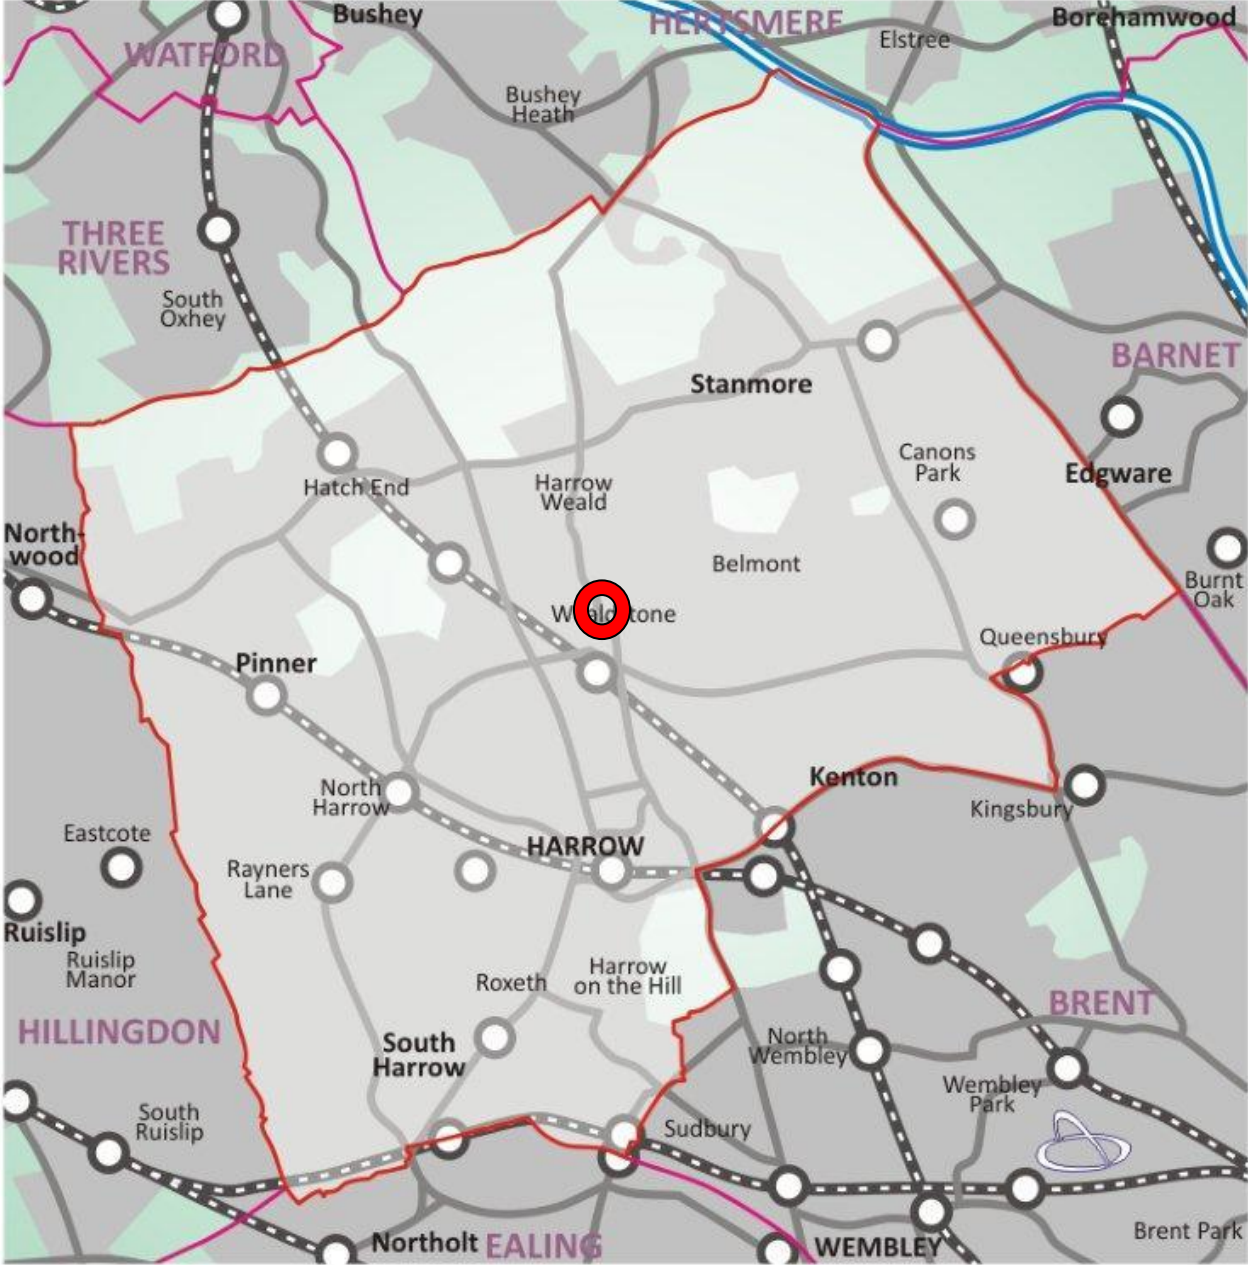 Bushey
HERTSMERE
Borehamwood
Elstree
WATFORD
Bushey
Heath
THREE
RIVERS
South
Oxhey
BARNET
Stanmore
Canons
Park
Edgware
Hatch End
Harrow
Weald
North-
wood
Belmont
Burnt
Oak
Queensbury
Pinner
Kenton
North
Harrow
Kingsbury
Eastcote
HARROW
Rayners
Lane
Ruislip
Ruislip
Manor
Roxeth
Harrow
on the Hill
BRENT
HILLINGDON
South
Harrow
North
Wembley
Wembley
Park
South
Ruislip
Sudbury
Northolt
EALING
WEMBLEY
Brent Park